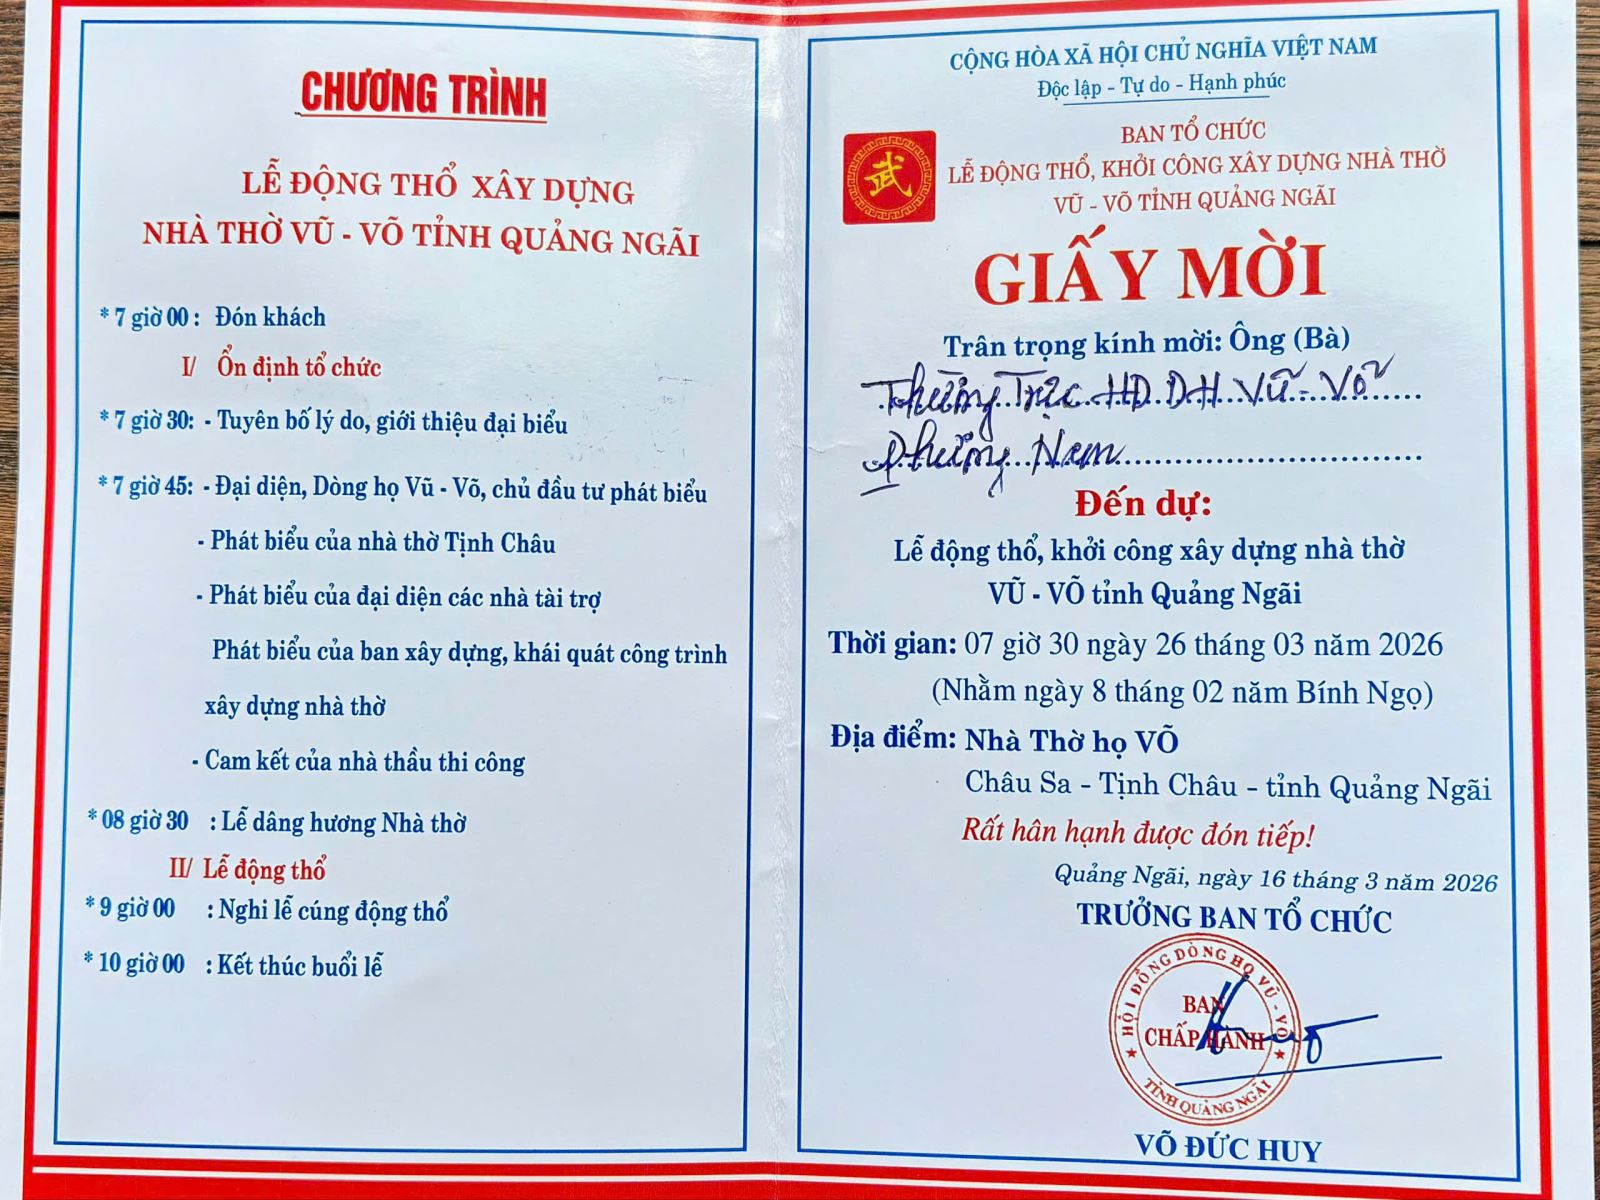 CHƯƠNG TRÌNH
LỄ ĐỘNG THỔ XÂY DỰNG
NHÀ THỜ VŨ - VÕ TỈNH QUẢNG NGÃI
* 7 giờ 00 : Đón khách
I/ Ổn định tổ chức
* 7 giờ 30: - Tuyên bố lý do, giới thiệu đại biểu
* 7 giờ 45: - Đại diện, Dòng họ Vũ - Võ, chủ đầu tư phát biểu
- Phát biểu của nhà thờ Tịnh Châu
- Phát biểu của đại diện các nhà tài trợ
Phát biểu của ban xây dựng, khái quát công trình
xây dựng nhà thờ
- Cam kết của nhà thầu thi công
* 08 giờ 30 : Lễ dâng hương Nhà thờ
II/ Lễ động thổ
* 9 giờ 00 : Nghi lễ cúng động thổ
* 10 giờ 00 : Kết thúc buổi lễ
CỘNG HÒA XÃ HỘI CHỦ NGHĨA VIỆT NAM
Độc lập - Tự do - Hạnh phúc
武
BAN TỔ CHỨC
LỄ ĐỘNG THỔ, KHỞI CÔNG XÂY DỰNG NHÀ THỜ
VŨ - VÕ TỈNH QUẢNG NGÃI
GIẤY MỜI
Trân trọng kính mời: Ông (Bà)
Thường Trực HĐ DH Vũ - Võ
Phường Nam
Đến dự:
Lễ động thổ, khởi công xây dựng nhà thờ
VŨ - VÕ tỉnh Quảng Ngãi
Thời gian: 07 giờ 30 ngày 26 tháng 03 năm 2026
(Nhằm ngày 8 tháng 02 năm Bính Ngọ)
Địa điểm: Nhà Thờ họ VÕ
Châu Sa - Tịnh Châu - tỉnh Quảng Ngãi
Rất hân hạnh được đón tiếp!
Quảng Ngãi, ngày 16 tháng 3 năm 2026
TRƯỞNG BAN TỔ CHỨC
HỘI ĐỒNG DÒNG HỌ VŨ - VÕ
BAN
CHẤP HÀNH
TỈNH QUẢNG NGÃI
VÕ ĐỨC HUY